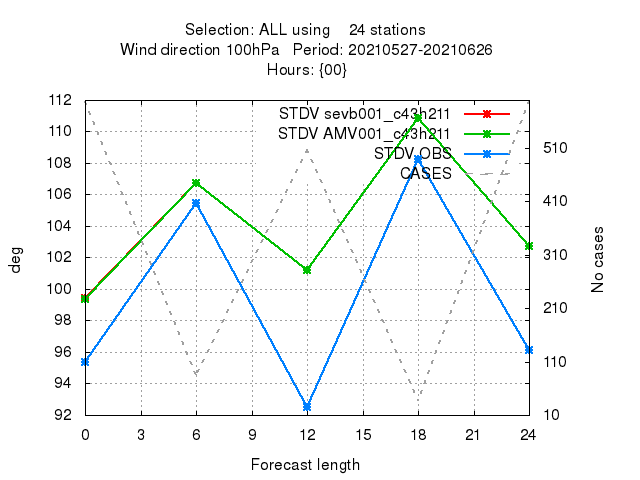 Selection: ALL using 24 stations
Wind direction 100hPa Period: 20210527-20210626
Hours: {00}
112
110
108
106
104
102
100
98
96
94
92
deg
STDV sevb001_c43h211
STDV AMV001_c43h211
STDV OBS
CASES
510
410
310
210
110
10
No cases
0 3 6 9 12 15 18 21 24
Forecast length